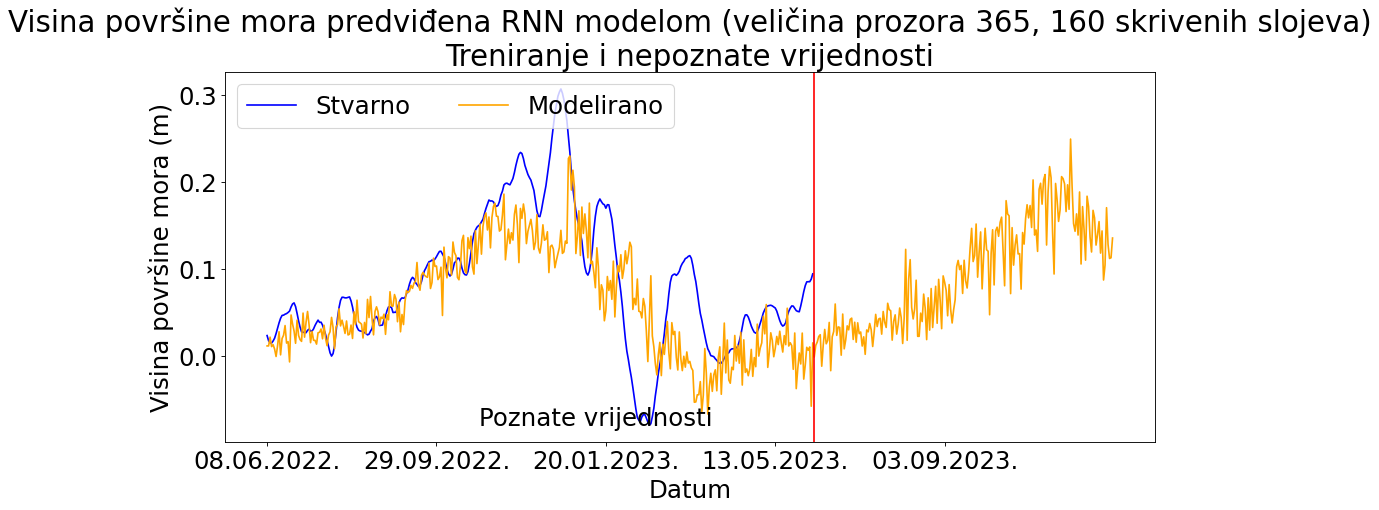 Visina površine mora predviđena RNN modelom (veličina prozora 365, 160 skrivenih slojeva)
Treniranje i nepoznate vrijednosti
Stvarno Modelirano
Visina površine mora (m)
0.3
0.2
0.1
0.0
Poznate vrijednosti
08.06.2022. 29.09.2022. 20.01.2023. 13.05.2023. 03.09.2023.
Datum